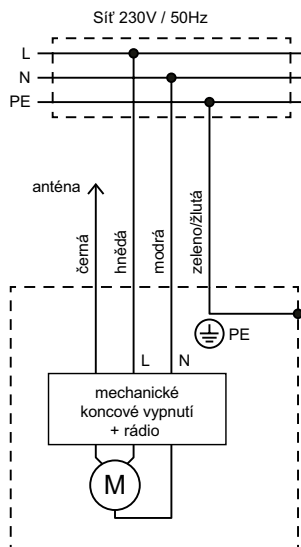 Síť 230V / 50Hz
L
N
PE
anténa
černá
hnědá
modrá
zeleno/žlutá
PE
L
N
mechanické
koncové vypnutí
+ rádio
M